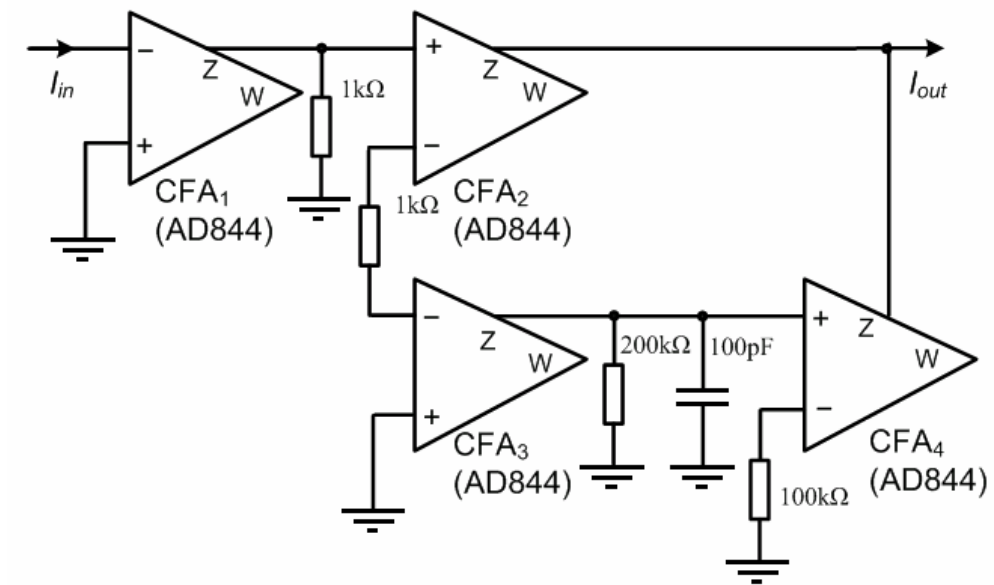 I_in
−
Z
W
+
CFA₁
(AD844)
1kΩ
+
Z
W
−
CFA₂
(AD844)
I_out
1kΩ
−
Z
W
+
CFA₃
(AD844)
200kΩ
100pF
+
Z
W
−
CFA₄
(AD844)
100kΩ